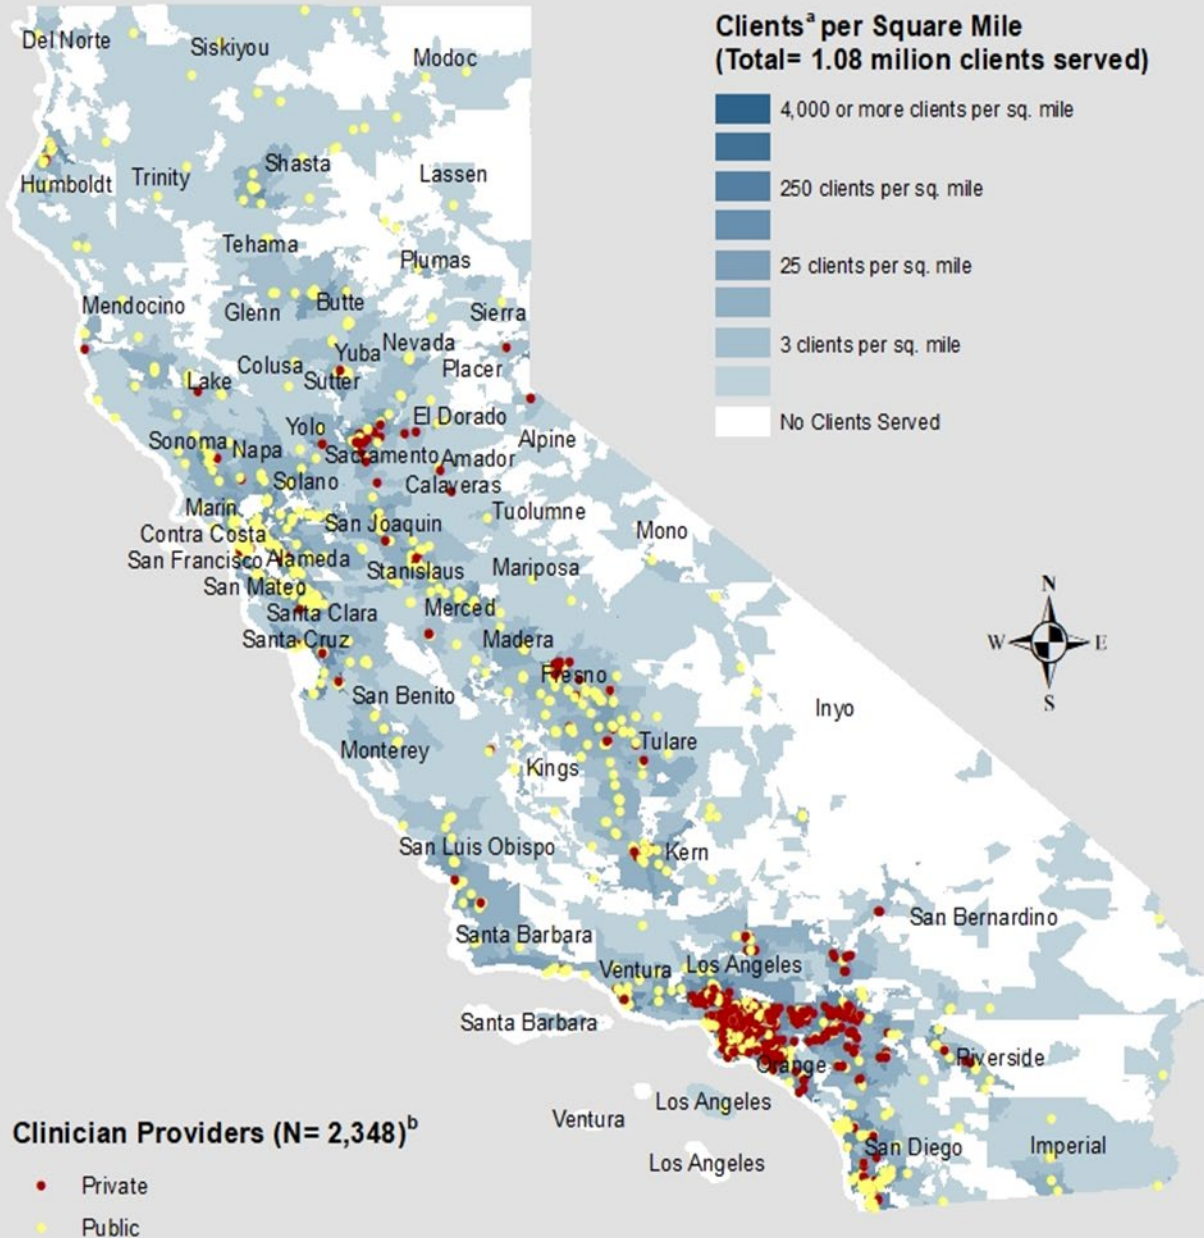 Clientsᵃ per Square Mile
(Total= 1.08 milion clients served)
4,000 or more clients per sq. mile
250 clients per sq. mile
25 clients per sq. mile
3 clients per sq. mile
No Clients Served
Del Norte
Siskiyou
Modoc
Humboldt
Trinity
Shasta
Lassen
Tehama
Plumas
Mendocino
Glenn
Butte
Sierra
Colusa
Yuba
Nevada
Lake
Sutter
Placer
Sonoma
Napa
Yolo
El Dorado
Sacramento
Amador
Alpine
Solano
Calaveras
Marin
San Joaquin
Tuolumne
Contra Costa
Mono
San Francisco
Alameda
Stanislaus
Mariposa
San Mateo
Santa Clara
Merced
Santa Cruz
Madera
N
W
E
S
Fresno
San Benito
Inyo
Monterey
Tulare
Kings
San Luis Obispo
Kern
San Bernardino
Santa Barbara
Ventura
Los Angeles
Santa Barbara
Orange
Riverside
Los Angeles
Ventura
San Diego
Imperial
Los Angeles
Clinician Providers (N= 2,348)ᵇ
Private
Public